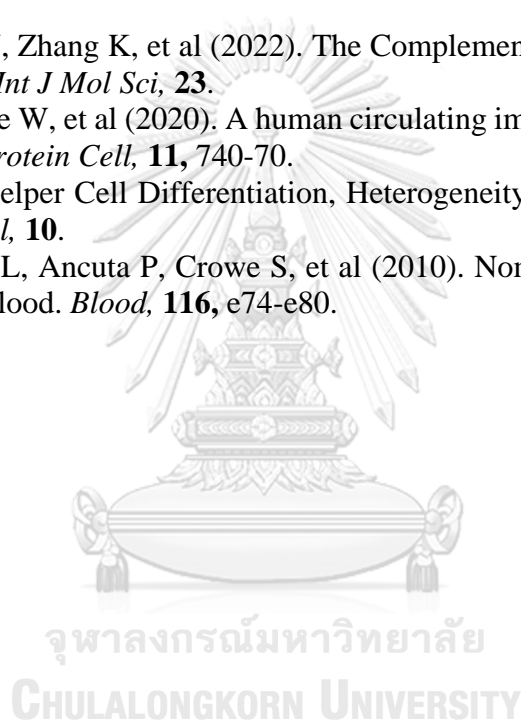 , Zhang K, et al (2022). The Complemen
Int J Mol Sci, 23.
e W, et al (2020). A human circulating im
rotein Cell, 11, 740-70.
elper Cell Differentiation, Heterogeneity
l, 10.
L, Ancuta P, Crowe S, et al (2010). Nor
lood. Blood, 116, e74-e80.
จุฬาลงกรณ์มหาวิทยาลัย
CHULALONGKORN UNIVERSITY